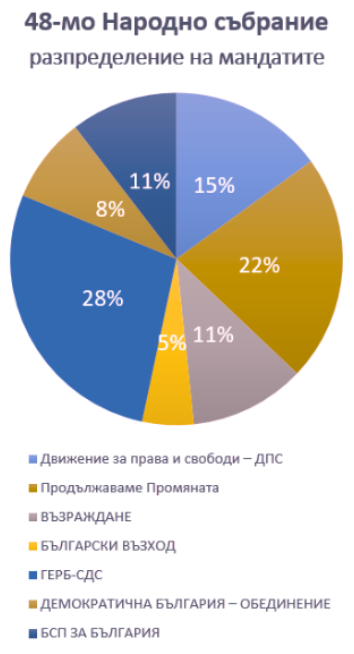 48-мо Народно събрание
разпределение на мандатите
15%
22%
11%
5%
28%
8%
11%
Движение за права и свободи – ДПС
Продължаваме Промяната
ВЪЗРАЖДАНЕ
БЪЛГАРСКИ ВЪЗХОД
ГЕРБ-СДС
ДЕМОКРАТИЧНА БЪЛГАРИЯ – ОБЕДИНЕНИЕ
БСП ЗА БЪЛГАРИЯ